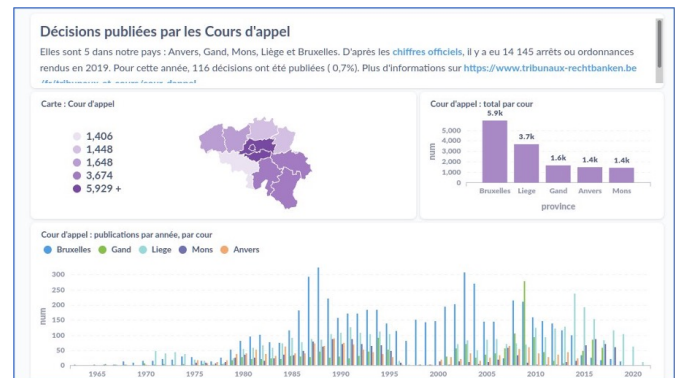 Décisions publiées par les Cours d'appel
Elles sont 5 dans notre pays : Anvers, Gand, Mons, Liège et Bruxelles. D'après les chiffres officiels, il y a eu 14 145 arrêts ou ordonnances
rendus en 2019. Pour cette année, 116 décisions ont été publiées ( 0,7%). Plus d'informations sur https://www.tribunaux-rechtbanken.be
/fr/tribunaux-et-cours/cour-dappel
Carte : Cour d'appel
1,406
1,448
1,648
3,674
5,929 +
Cour d'appel : total par cour
5.9k
3.7k
1.6k
1.4k
1.4k
5,000
4,000
3,000
2,000
1,000
0
num
Bruxelles Liege Gand Anvers Mons
province
Cour d'appel : publications par année, par cour
Bruxelles Gand Liege Mons Anvers
300
250
200
150
100
50
0
num
1965 1970 1975 1980 1985 1990 1995 2000 2005 2010 2015 2020